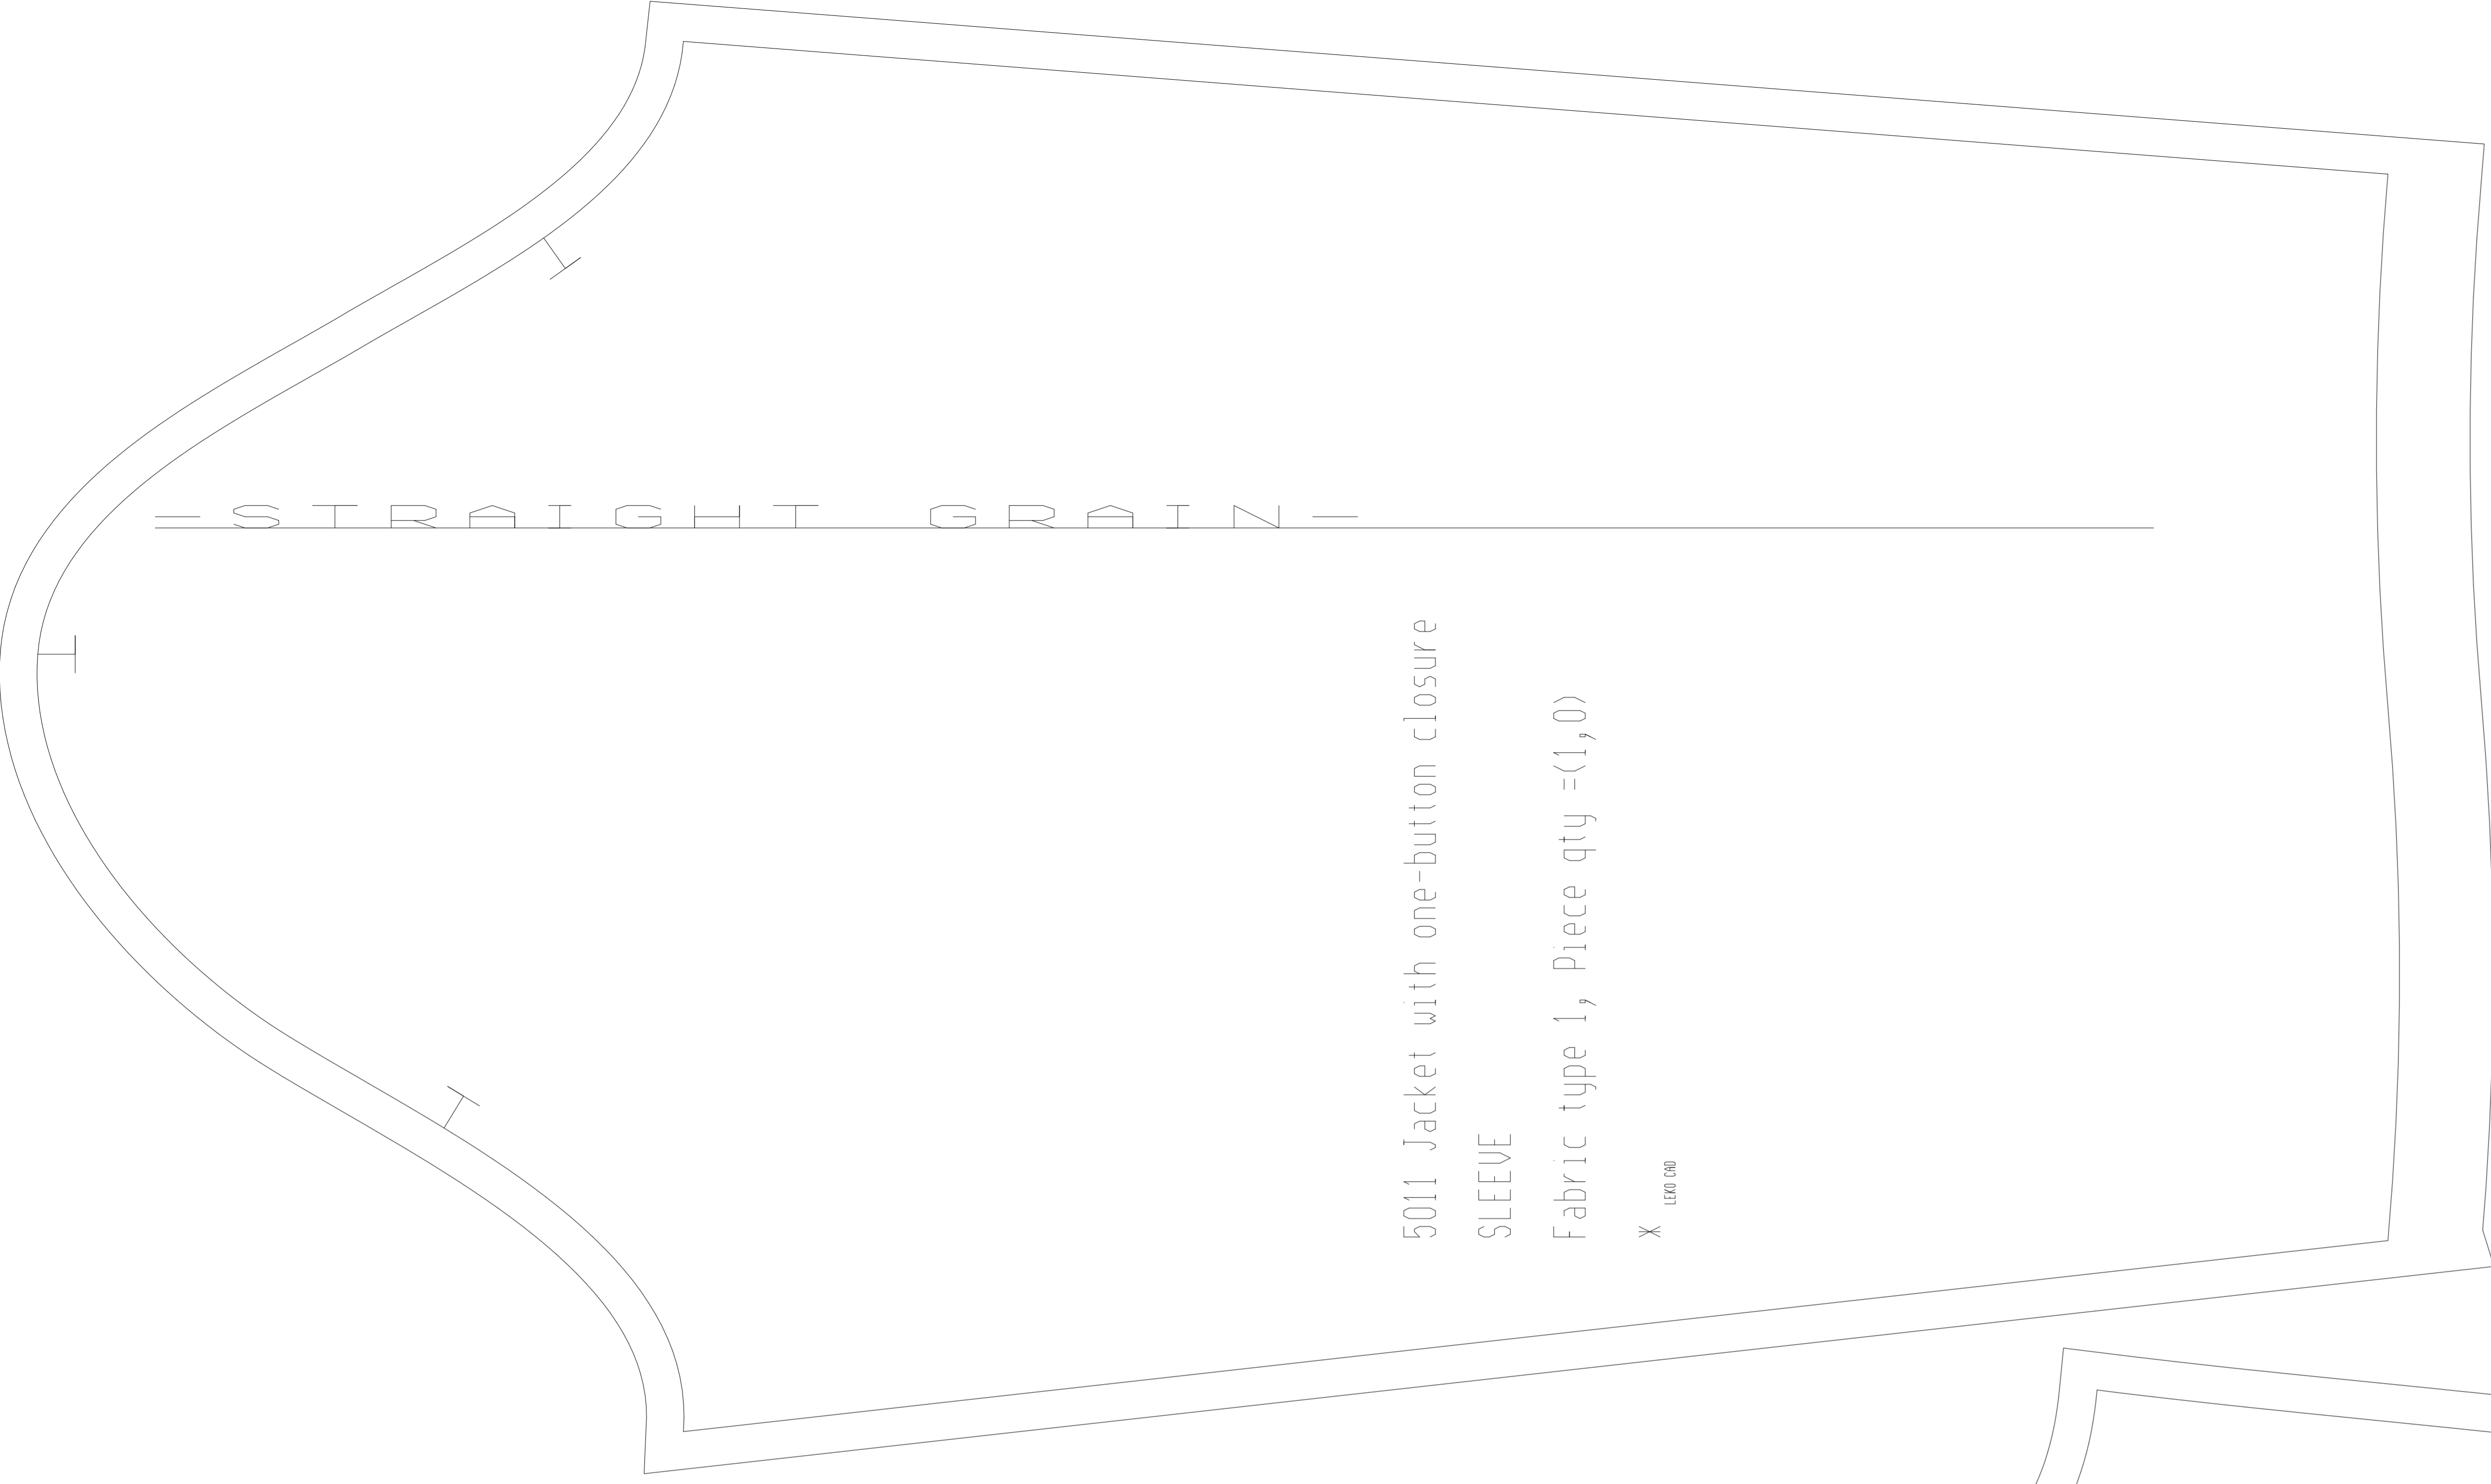 - STRAIGHT GRAIN -
5011 Jacket with one-button closure
SLEEVE
Fabric type 1, Piece qty =(1,0)
*
LEKO CAD